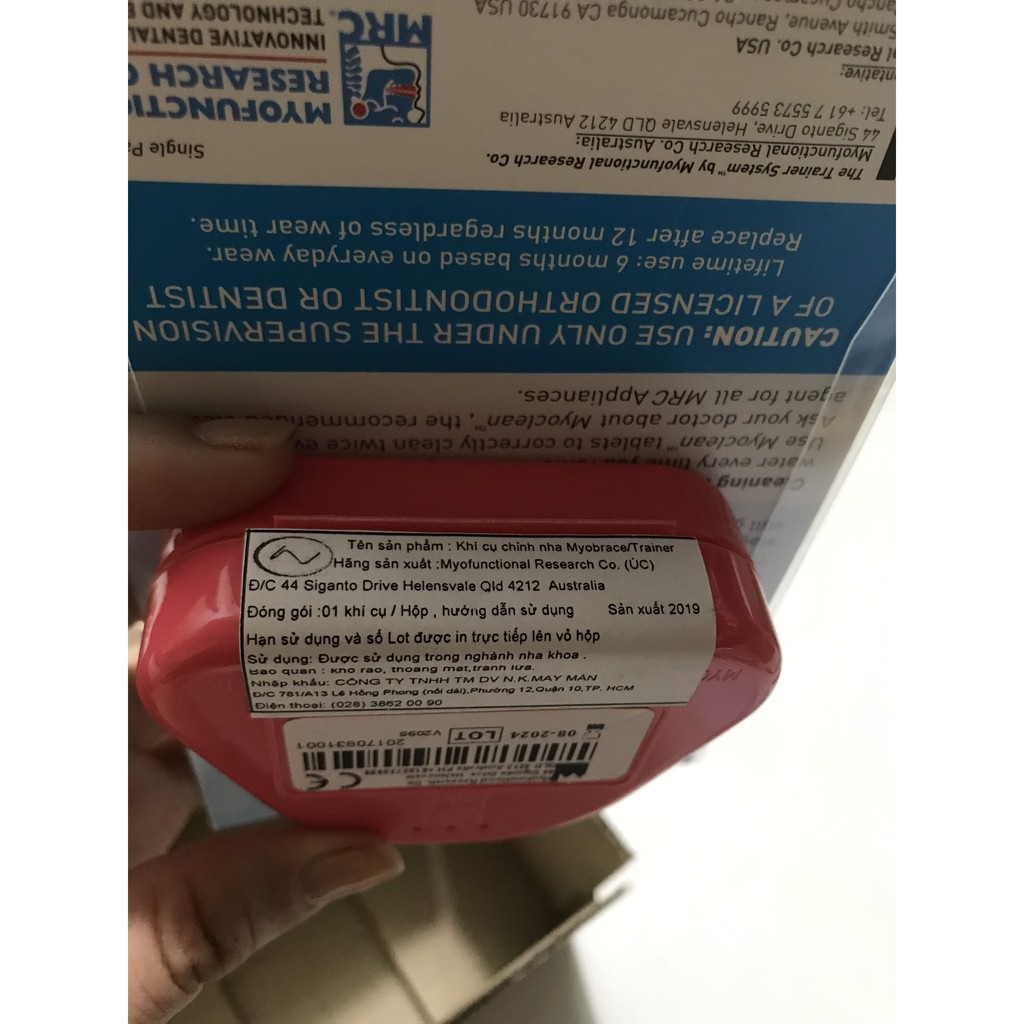 Tên sản phẩm : Khí cụ chỉnh nha Myobrace/Trainer
Hãng sản xuất :Myofunctional Research Co. (ÚC)
Đ/C 44 Siganto Drive Helensvale Qld 4212 Australia
Đóng gói :01 khí cụ / Hộp , hướng dẫn sử dụng Sản xuất 2019
Hạn sử dụng và số Lot được in trực tiếp lên vỏ hộp
Sử dụng: Được sử dụng trong nghành nha khoa .
Bảo quản : khô ráo, thoáng mát,tránh lửa.
Nhập khẩu: CÔNG TY TNHH TM DV N.K.MAY MẮN
Đ/C 781/A13 Lê Hồng Phong (nối dài),Phường 12,Quận 10,TP. HCM
Điện thoại: (028) 3862 00 90
CE
20170831001
08-2024 LOT V2096
Cleaning
water every time you
Use Myoclean™ tablets to correctly clean twice
Ask your doctor about Myoclean™, the recommended
agent for all MRC Appliances.
CAUTION: USE ONLY UNDER THE SUPERVISION
OF A LICENSED ORTHODONTIST OR DENTIST
Lifetime use: 6 months based on everyday wear.
Replace after 12 months regardless of wear time.
The Trainer System™ by Myofunctional Research Co.
Myofunctional Research Co. Australia:
44 Siganto Drive, Helensvale QLD 4212 Australia
Tel: +61 7 5573 5999
Research Co. USA
Avenue, Rancho Cucamonga CA 91730 USA
Single
RESEARCH
INNOVATIVE DENTAL
TECHNOLOGY AND
MRC